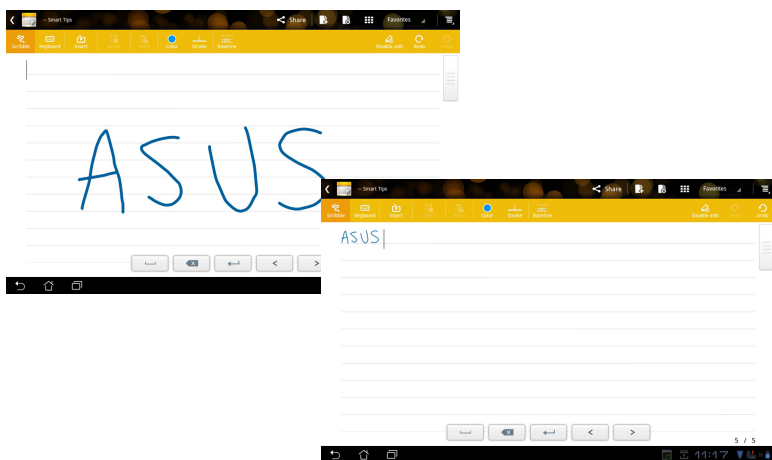 – Smart Tips
Share
Favorites
Scribble
Keyboard
Insert
Color
Stroke
Baseline
Disable edit
Redo
ASUS
– Smart Tips
Share
Favorites
Scribble
Keyboard
Insert
Color
Stroke
Baseline
Disable edit
Undo
ASUS
5 / 5
11:17